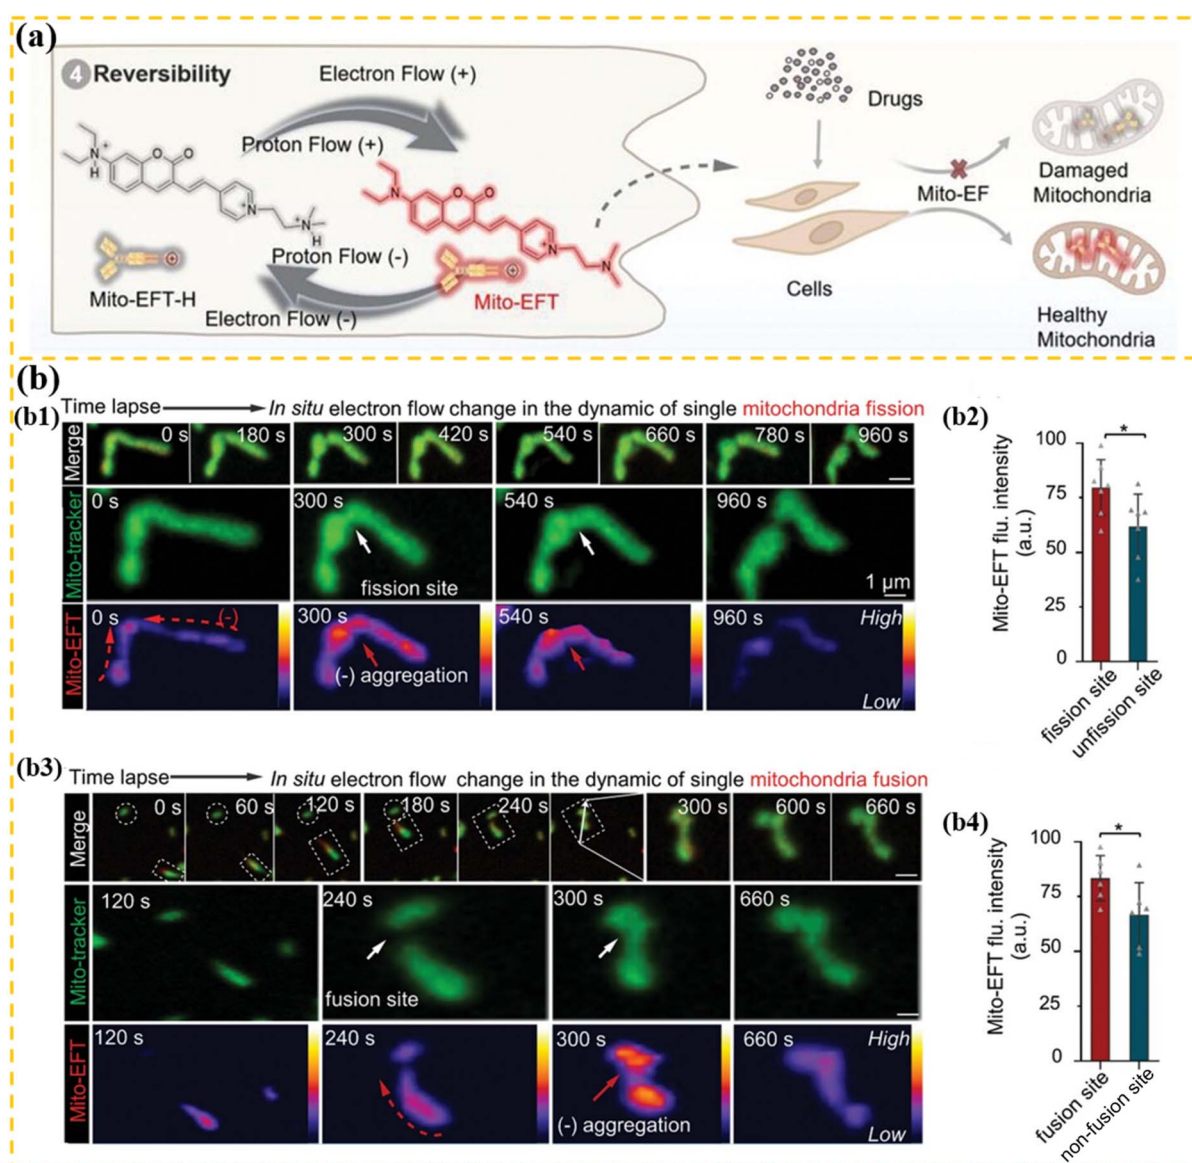 (a)
4 Reversibility
Electron Flow (+)
Proton Flow (+)
Proton Flow (-)
Electron Flow (-)
Mito-EFT-H
Mito-EFT
N
+
H
O
O
N
+
+
N
H
N
O
O
N
+
N
Drugs
Cells
Mito-EF
Damaged
Mitochondria
Healthy
Mitochondria
(b)
(b1)
Time lapse In situ electron flow change in the dynamic of single mitochondria fission
Merge
0 s 180 s 300 s 420 s 540 s 660 s 780 s 960 s
Mito-tracker
0 s 300 s 540 s 960 s
fission site
1 μm
Mito-EFT
0 s 300 s 540 s 960 s
(-)
(-) aggregation
High
Low
(b2)
Mito-EFT flu. intensity
(a.u.)
100
75
50
25
0
*
fission site
unfission site
(b3)
Time lapse In situ electron flow change in the dynamic of single mitochondria fusion
Merge
0 s 60 s 120 s 180 s 240 s 300 s 600 s 660 s
Mito-tracker
120 s 240 s 300 s 660 s
fusion site
Mito-EFT
120 s 240 s 300 s 660 s
(-) aggregation
High
Low
(b4)
Mito-EFT flu. intensity
(a.u.)
100
75
50
25
0
*
fusion site
non-fusion site